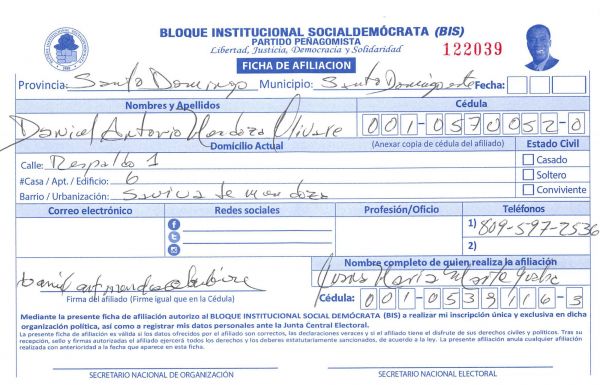 BLOQUE INSTITUCIONAL SOCIALDEMÓCRATA (BIS)
PARTIDO PEÑAGOMISTA
Libertad, Justicia, Democracia y Solidaridad
122039
FICHA DE AFILIACION
Provincia: Santo Domingo Municipio: Santo Domingo este Fecha:
Nombres y Apellidos Cédula
Daniel Antonio Mendoza Olivare 001-0570052-0
Domicilio Actual (Anexar copia de cédula del afiliado) Estado Civil
Calle: Respaldo 1 Casado
#Casa / Apt. / Edificio: 6 Soltero
Barrio / Urbanización: de mendoza Conviviente
Correo electrónico Redes sociales Profesión/Oficio Teléfonos
1) 809-597-2536
2)
Nombre completo de quien realiza la afiliación
Daniel
Maria
Firma del afiliado (Firme igual que en la Cédula) Cédula: 001-0538116-3
Mediante la presente ficha de afiliación autorizo al BLOQUE INSTITUCIONAL SOCIAL DEMÓCRATA (BIS) a realizar mi inscripción única y exclusiva en dicha
organización política, así como a registrar mis datos personales ante la Junta Central Electoral.
La presente ficha de afiliación es válida si los datos ofrecidos por el afiliado son correctos, las declaraciones veraces y si el afiliado tiene el disfrute de sus derechos civiles y políticos. Tras su
recepción, sello y firmas autorizadas el afiliado ejercerá todos los derechos y los deberes estatutariamente sancionados, de acuerdo a la ley. La presente afiliación anula cualquier afiliación
realizada con anterioridad a la fecha que aparece en esta ficha.
SECRETARIO NACIONAL DE ORGANIZACIÓN SECRETARIO NACIONAL ELECTORAL